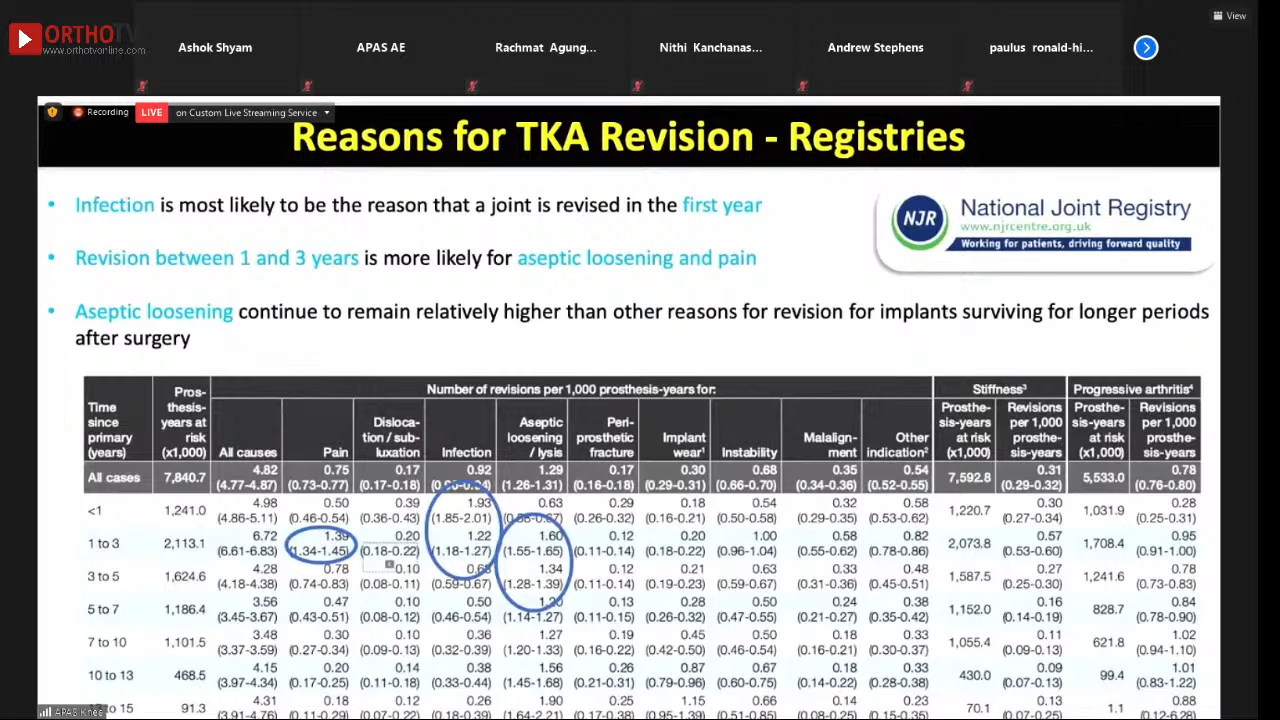 ORTHOTV
www.orthotvonline.com
Ashok Shyam
APAS AE
Rachmat Agung...
Nithi Kanchanas...
Andrew Stephens
paulus ronald-hi...
View
Recording
LIVE
on Custom Live Streaming Service
Reasons for TKA Revision - Registries
• Infection is most likely to be the reason that a joint is revised in the first year
NJR
National Joint Registry
www.njrcentre.org.uk
Working for patients, driving forward quality
• Revision between 1 and 3 years is more likely for aseptic loosening and pain
• Aseptic loosening continue to remain relatively higher than other reasons for revision for implants surviving for longer periods
after surgery
Number of revisions per 1,000 prosthesis-years for:
Stiffness³
Progressive arthritis⁴
Time
since
primary
(years)
Pros-
thesis-
years at
risk
(x1,000)
All causes
Pain
Disloca-
tion / sub-
luxation
Infection
Aseptic
loosening
/ lysis
Peri-
prosthetic
fracture
Implant
wear¹
Instability
Malalign-
ment
Other
indication²
Prosthe-
sis-years
at risk
(x1,000)
Revisions
per 1,000
prosthe-
sis-years
Prosthe-
sis-years
at risk
(x1,000)
Revisions
per 1,000
prosthe-
sis-years
4.82 0.75 0.17 0.92 1.29 0.17 0.30 0.68 0.35 0.54 0.31 0.78
All cases 7,840.7 7,592.8 5,533.0
(4.77-4.87) (0.73-0.77) (0.17-0.18) (1.26-1.31) (0.16-0.18) (0.29-0.31) (0.66-0.70) (0.34-0.36) (0.52-0.55) (0.29-0.32) (0.76-0.80)
4.98 0.50 0.39 1.93 0.63 0.29 0.18 0.54 0.32 0.58 0.30 0.28
<1 1,241.0 1,220.7 1,031.9
(4.86-5.11) (0.46-0.54) (0.36-0.43) (1.85-2.01) (0.26-0.32) (0.16-0.21) (0.50-0.58) (0.29-0.35) (0.53-0.62) (0.27-0.34) (0.25-0.31)
6.72 1.39 0.20 1.22 1.60 0.12 0.20 1.00 0.58 0.82 0.57 0.95
1 to 3 2,113.1 2,073.8 1,708.4
(6.61-6.83) (1.34-1.45) (0.18-0.22) (1.18-1.27) (1.55-1.65) (0.11-0.14) (0.18-0.22) (0.96-1.04) (0.55-0.62) (0.78-0.86) (0.53-0.60) (0.91-1.00)
4.28 0.78 0.10 1.34 0.12 0.21 0.63 0.33 0.48 0.27 0.78
3 to 5 1,624.6 1,587.5 1,241.6
(4.18-4.38) (0.74-0.83) (0.08-0.11) (0.59-0.67) (1.28-1.39) (0.11-0.14) (0.19-0.23) (0.59-0.67) (0.31-0.36) (0.45-0.51) (0.25-0.30) (0.73-0.83)
3.56 0.47 0.10 0.50 0.13 0.28 0.50 0.24 0.38 0.16 0.84
5 to 7 1,186.4 1,152.0 828.7
(3.45-3.67) (0.43-0.51) (0.08-0.12) (0.46-0.54) (1.14-1.27) (0.11-0.15) (0.26-0.32) (0.47-0.55) (0.21-0.27) (0.35-0.42) (0.14-0.19) (0.78-0.90)
3.48 0.30 0.10 0.36 1.27 0.19 0.45 0.50 0.18 0.33 0.11 1.02
7 to 10 1,101.5 1,055.4 621.8
(3.37-3.59) (0.27-0.34) (0.09-0.13) (0.32-0.39) (1.20-1.33) (0.16-0.22) (0.42-0.50) (0.46-0.54) (0.16-0.21) (0.30-0.37) (0.09-0.13) (0.94-1.10)
4.15 0.20 0.14 0.38 1.56 0.26 0.87 0.67 0.18 0.33 0.09 1.01
10 to 13 468.5 430.0 99.4
(3.97-4.34) (0.17-0.25) (0.11-0.18) (0.33-0.44) (1.45-1.68) (0.21-0.31) (0.79-0.96) (0.60-0.75) (0.14-0.22) (0.28-0.38) (0.07-0.13) (0.83-1.22)
4.31 0.18 0.12 0.26 1.90 0.25 1.15 0.66 0.18 0.33 0.13 0.88
to 15 91.3 70.1 1.1
APAS Knee